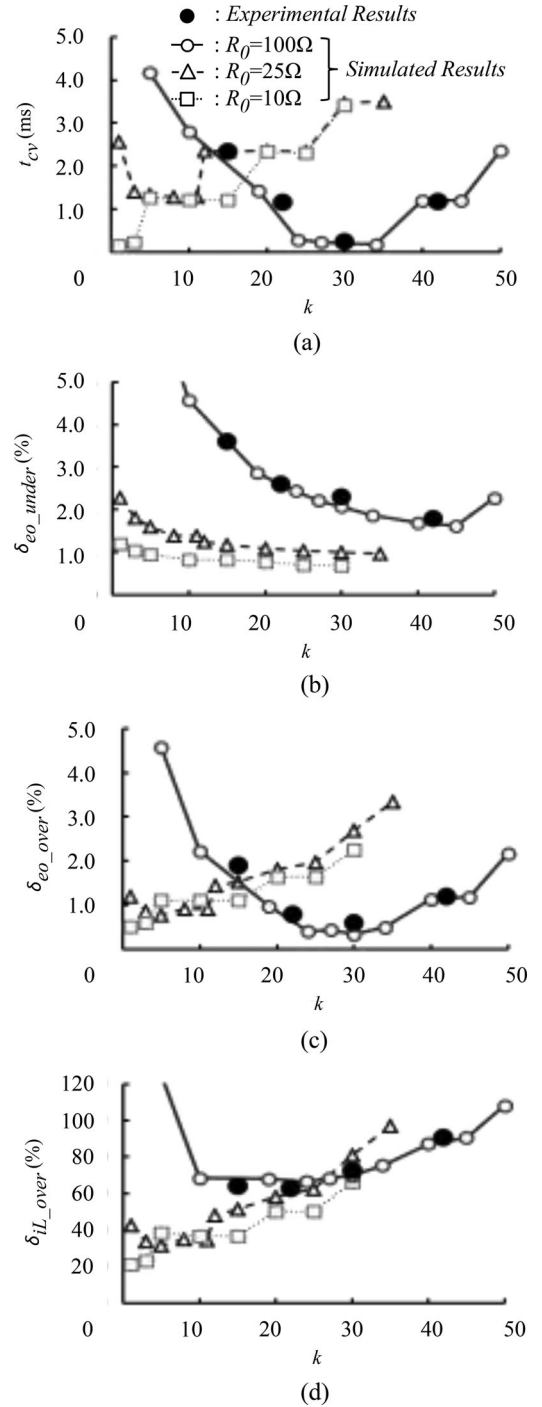 ● : Experimental Results
5.0
○ : R0=100Ω
4.0
△ : R0=25Ω
Simulated Results
3.0
□ : R0=10Ω
tcv (ms)
2.0
1.0
0 10 20 30 40 50
k
(a)
5.0
4.0
3.0
δeo_under (%)
2.0
1.0
0 10 20 30 40 50
k
(b)
5.0
4.0
3.0
δeo_over (%)
2.0
1.0
0 10 20 30 40 50
k
(c)
120
100
80
δiL_over (%)
60
40
20
0 10 20 30 40 50
k
(d)